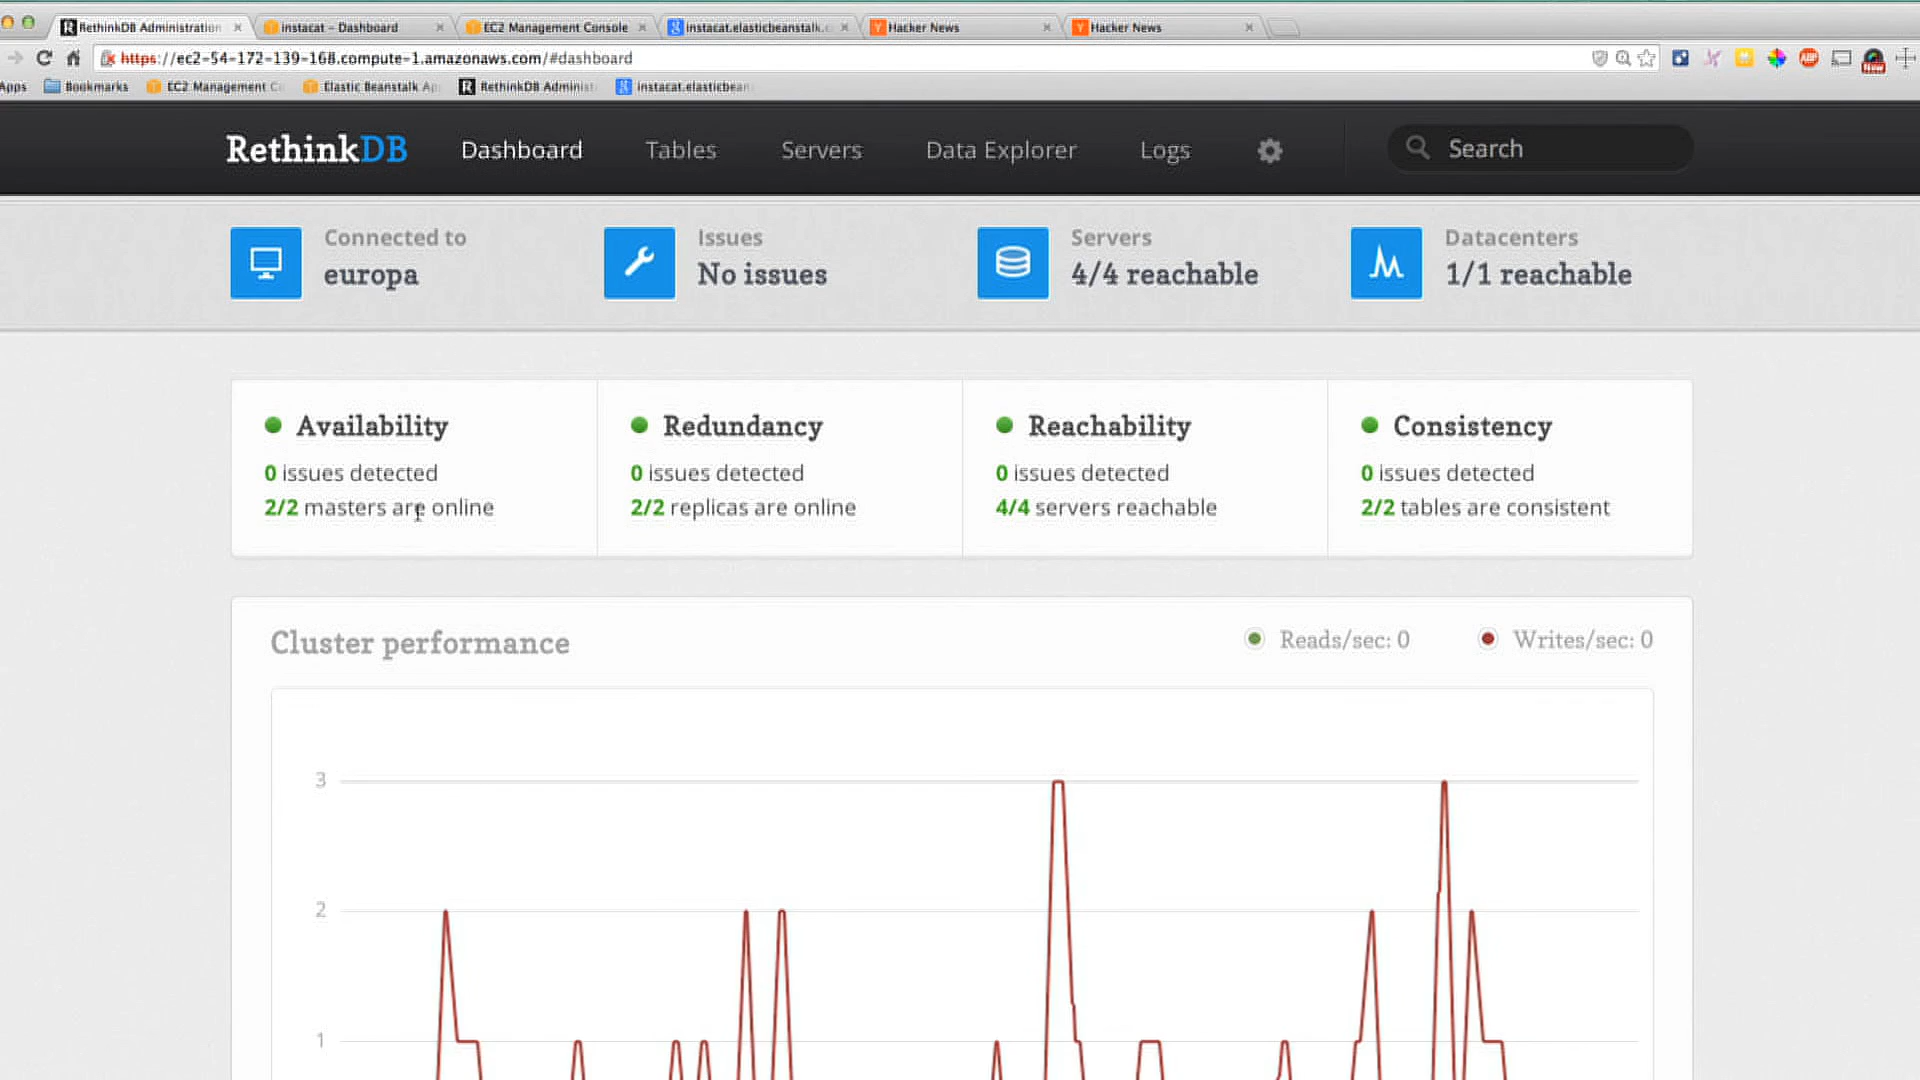 RethinkDB Administration
instacat - Dashboard
EC2 Management Console
instacat.elasticbeanstalk.c
Hacker News
Hacker News
https://ec2-54-172-139-168.compute-1.amazonaws.com/#dashboard
Apps
Bookmarks
EC2 Management C
Elastic Beanstalk Ap
RethinkDB Administ
instacat.elasticbean
RethinkDB
Dashboard
Tables
Servers
Data Explorer
Logs
Search
Connected to
europa
Issues
No issues
Servers
4/4 reachable
Datacenters
1/1 reachable
Availability
0 issues detected
2/2 masters are online
Redundancy
0 issues detected
2/2 replicas are online
Reachability
0 issues detected
4/4 servers reachable
Consistency
0 issues detected
2/2 tables are consistent
Cluster performance
Reads/sec: 0
Writes/sec: 0
3
2
1